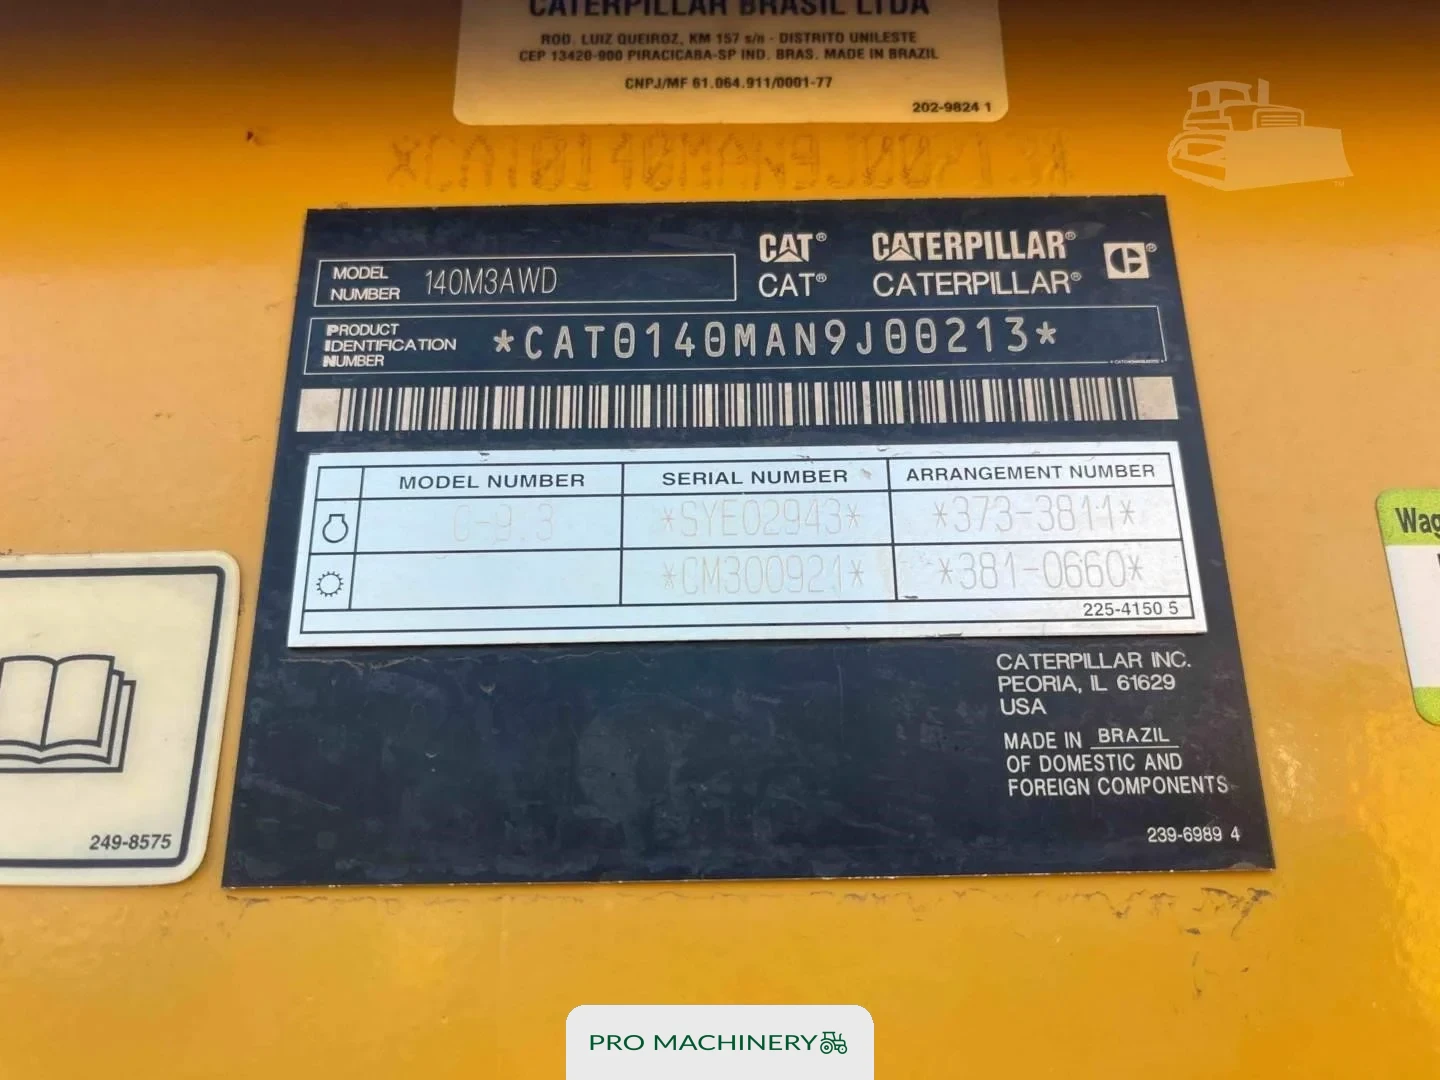 CATERPILLAR BRASIL LTDA
ROD. LUIZ QUEIROZ, KM 157 s/n - DISTRITO UNILESTE
CEP 13420-900 PIRACICABA-SP IND. BRAS. MADE IN BRAZIL
CNPJ/MF 61.064.911/0001-77
202-9824 1
MODEL NUMBER 140M3AWD
CAT® CATERPILLAR®
CAT® CATERPILLAR®
PRODUCT IDENTIFICATION NUMBER *CAT0140MAN9J00213*
MODEL NUMBER SERIAL NUMBER ARRANGEMENT NUMBER
C-9.3 *SYE02943* *373-3811*
*CM300921* *381-0660*
225-4150 5
CATERPILLAR INC.
PEORIA, IL 61629
USA
MADE IN BRAZIL
OF DOMESTIC AND
FOREIGN COMPONENTS
239-6989 4
249-8575
PRO MACHINERY